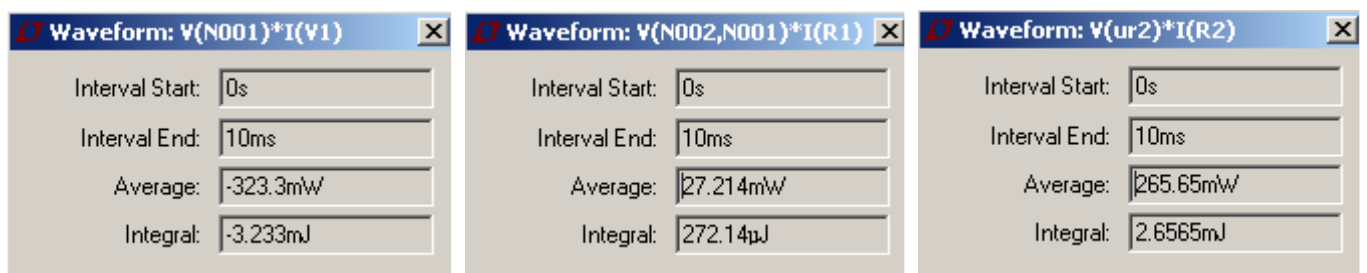 Waveform: V(N001)*I(V1)
Interval Start: 0s
Interval End: 10ms
Average: -323.3mW
Integral: -3.233mJ
Waveform: V(N002,N001)*I(R1)
Interval Start: 0s
Interval End: 10ms
Average: 27.214mW
Integral: 272.14µJ
Waveform: V(ur2)*I(R2)
Interval Start: 0s
Interval End: 10ms
Average: 265.65mW
Integral: 2.6565mJ